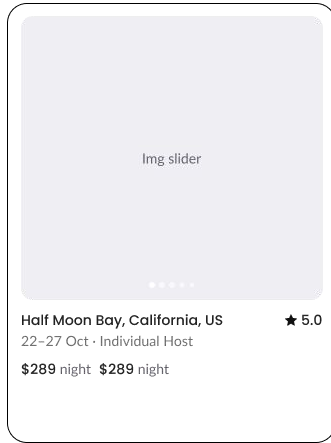 Img slider
Half Moon Bay, California, US ★ 5.0
22–27 Oct · Individual Host
$289 night $289 night